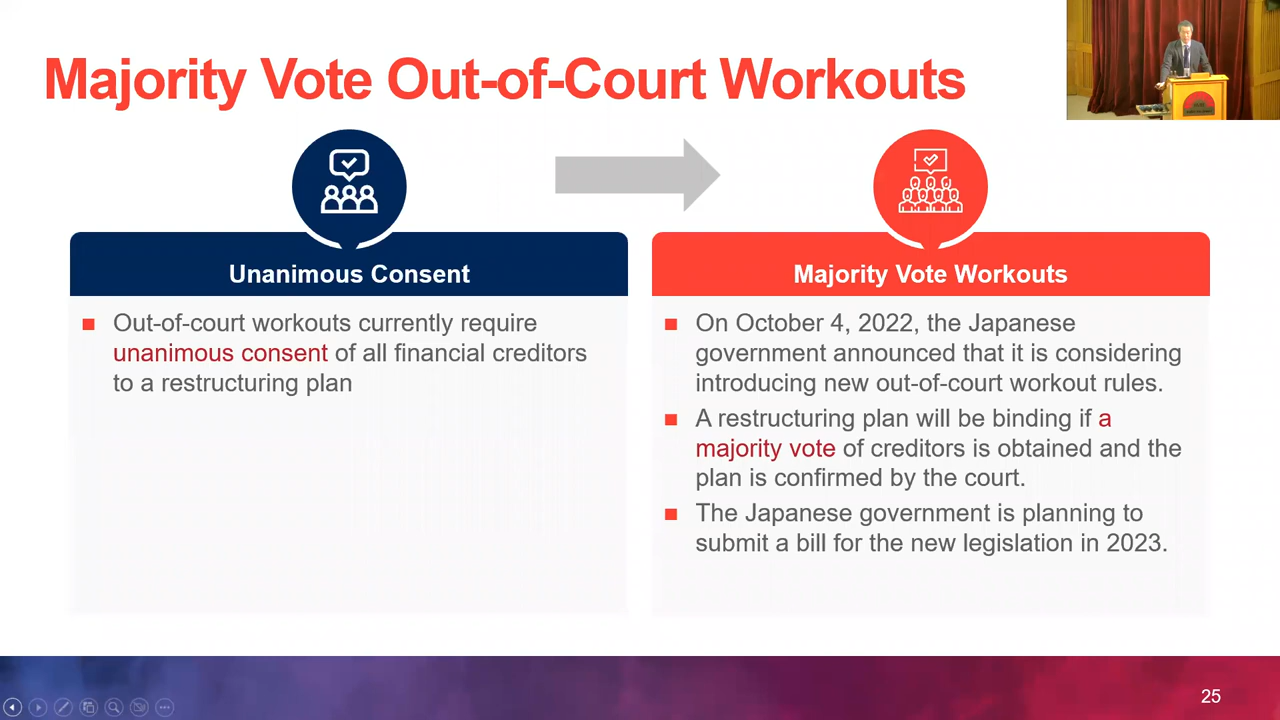 Majority Vote Out-of-Court Workouts
Unanimous Consent
Out-of-court workouts currently require
unanimous consent of all financial creditors
to a restructuring plan
Majority Vote Workouts
On October 4, 2022, the Japanese
government announced that it is considering
introducing new out-of-court workout rules.
A restructuring plan will be binding if a
majority vote of creditors is obtained and the
plan is confirmed by the court.
The Japanese government is planning to
submit a bill for the new legislation in 2023.
25